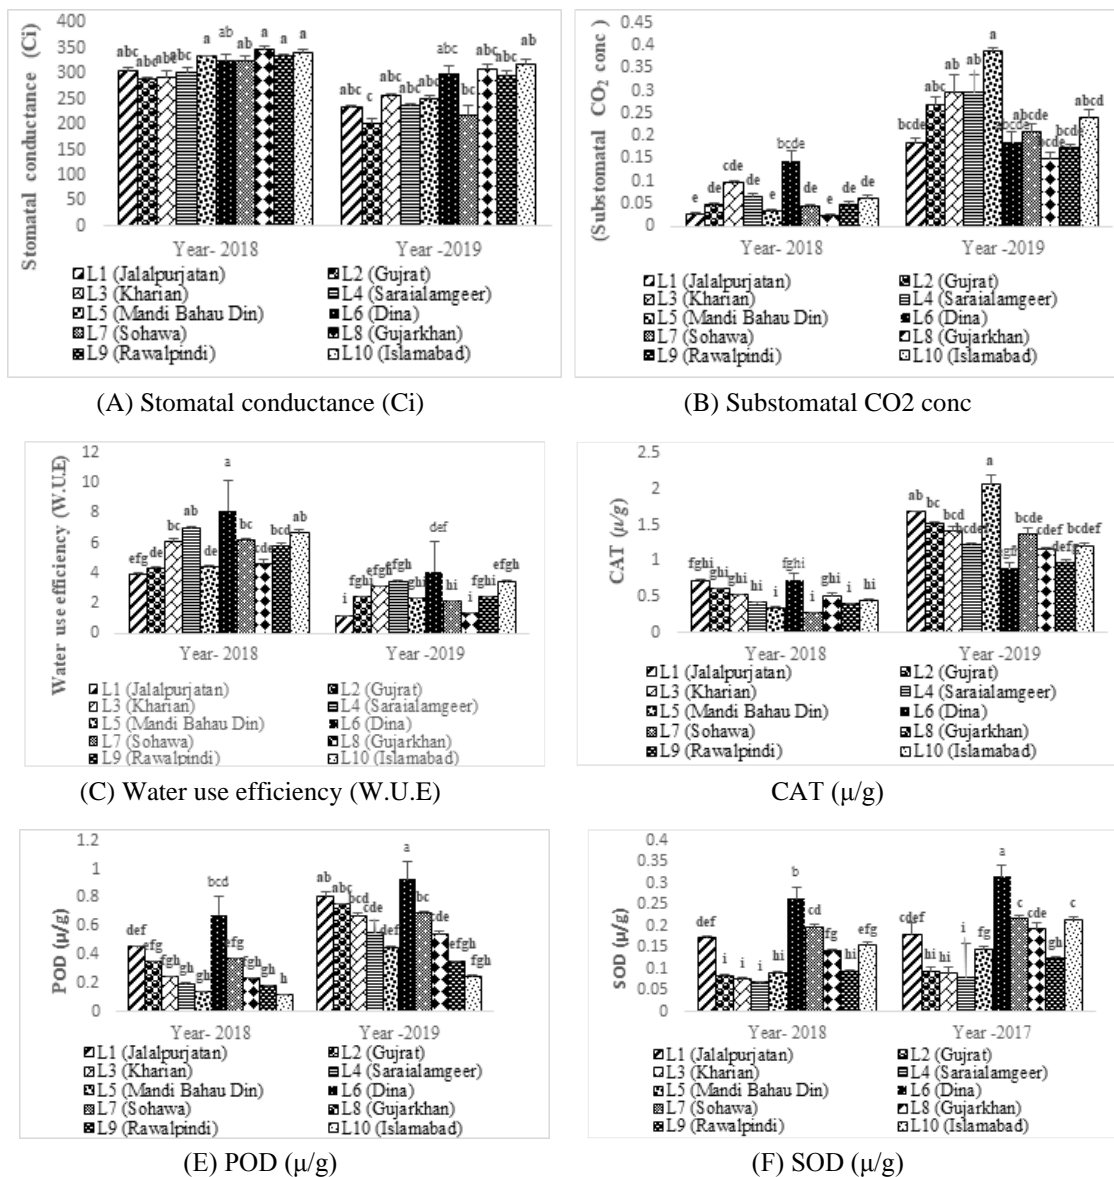 Stomatal conductance (Ci)
400
350
300
250
200
150
100
50
0
abc abc abc abc a ab ab a a a
abc c abc abc abc abc bc abc abc ab
Year- 2018 Year -2019
L1 (Jalalpurjatan) L2 (Gujrat)
L3 (Kharian) L4 (Saraialamgeer)
L5 (Mandi Bahau Din) L6 (Dina)
L7 (Sohawa) L8 (Gujarkhan)
L9 (Rawalpindi) L10 (Islamabad)
(A) Stomatal conductance (Ci)
(Substomatal CO2 conc )
0.45
0.4
0.35
0.3
0.25
0.2
0.15
0.1
0.05
0
e de cde de e bcde de e de de
bcde abc ab ab a abcde abcde bcde bcde abcd
Year- 2018 Year -2019
L1 (Jalalpurjatan) L2 (Gujrat)
L3 (Kharian) L4 (Saraialamgeer)
L5 (Mandi Bahau Din) L6 (Dina)
L7 (Sohawa) L8 (Gujarkhan)
L9 (Rawalpindi) L10 (Islamabad)
(B) Substomatal CO2 conc
Water use efficiency (W.U.E)
12
10
8
6
4
2
0
efg de bc ab de a bc cde bcd ab
i fghi efgh efgh ghi def hi i fghi efgh
Year- 2018 Year -2019
L1 (Jalalpurjatan) L2 (Gujrat)
L3 (Kharian) L4 (Saraialamgeer)
L5 (Mandi Bahau Din) L6 (Dina)
L7 (Sohawa) L8 (Gujarkhan)
L9 (Rawalpindi) L10 (Islamabad)
(C) Water use efficiency (W.U.E)
CAT (μ/g)
2.5
2
1.5
1
0.5
0
fghi ghi ghi hi i fghi i ghi i hi
ab bc bcd bcde a bcde cdef defg bcdef
Year- 2018 Year -2019
L1 (Jalalpurjatan) L2 (Gujrat)
L3 (Kharian) L4 (Saraialamgeer)
L5 (Mandi Bahau Din) L6 (Dina)
L7 (Sohawa) L8 (Gujarkhan)
L9 (Rawalpindi) L10 (Islamabad)
CAT (μ/g)
POD (μ/g)
1.2
1
0.8
0.6
0.4
0.2
0
def efg fgh gh gh bcd efg fgh gh h
ab abc bcd cde def a bc cde efgh fgh
Year- 2018 Year -2019
L1 (Jalalpurjatan) L2 (Gujrat)
L3 (Kharian) L4 (Saraialamgeer)
L5 (Mandi Bahau Din) L6 (Dina)
L7 (Sohawa) L8 (Gujarkhan)
L9 (Rawalpindi) L10 (Islamabad)
(E) POD (μ/g)
SOD (μ/g)
0.4
0.35
0.3
0.25
0.2
0.15
0.1
0.05
0
def i i i hi b cd fg hi efg
cdef hi hi i fg a c cde gh c
Year- 2018 Year -2017
L1 (Jalalpurjatan) L2 (Gujrat)
L3 (Kharian) L4 (Saraialamgeer)
L5 (Mandi Bahau Din) L6 (Dina)
L7 (Sohawa) L8 (Gujarkhan)
L9 (Rawalpindi) L10 (Islamabad)
(F) SOD (μ/g)